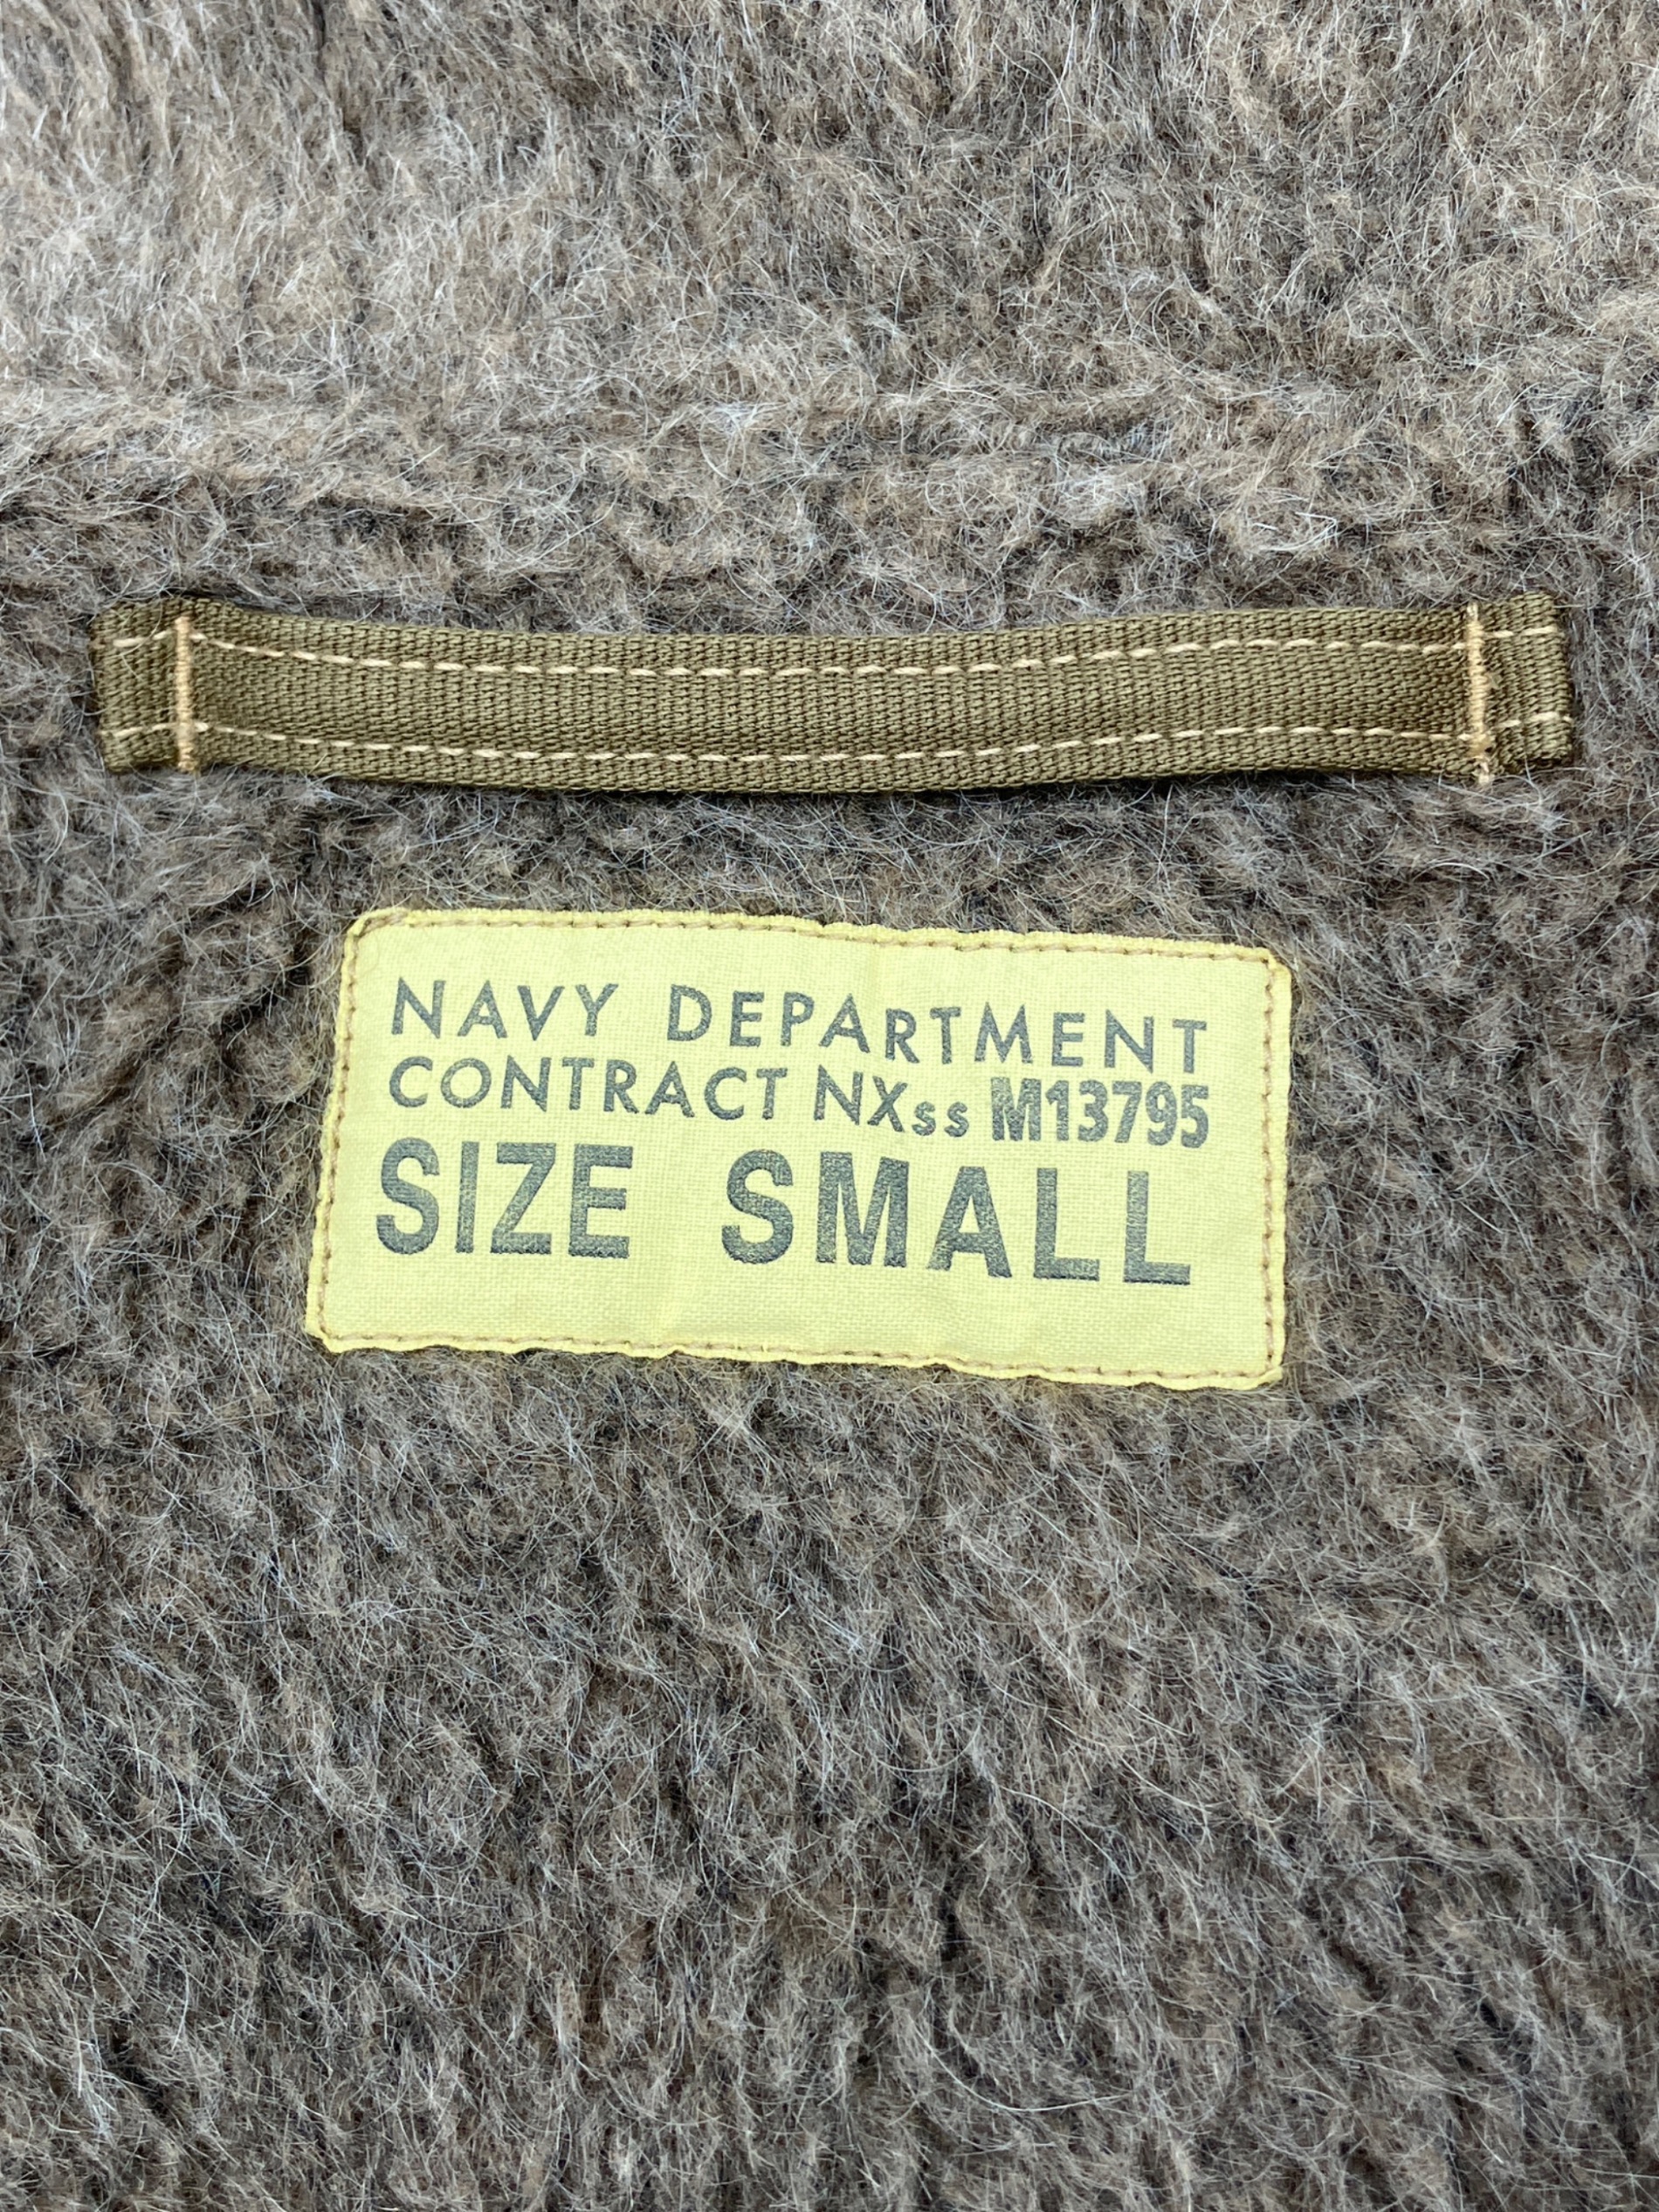 NAVY DEPARTMENT
CONTRACT NXss M13795
SIZE SMALL